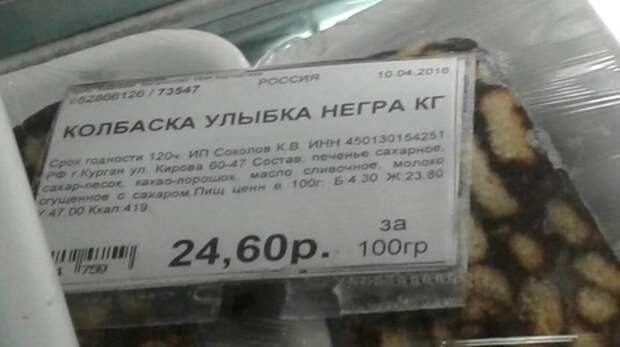 РОССИЯ 10.04.2016
652866126 / 73547
КОЛБАСКА УЛЫБКА НЕГРА КГ
Срок годности 120ч. ИП Соколов К.В. ИНН 450130154251
РФ г.Курган ул. Кирова 60-47 Состав: печенье сахарное,
сахар-песок, какао-порошок, масло сливочное, молоко
сгущенное с сахаром.Пищ ценн в 100г: Б:4.30 Ж:23.80
У:47.00 Ккал:419.
24,60р. за
100гр
759